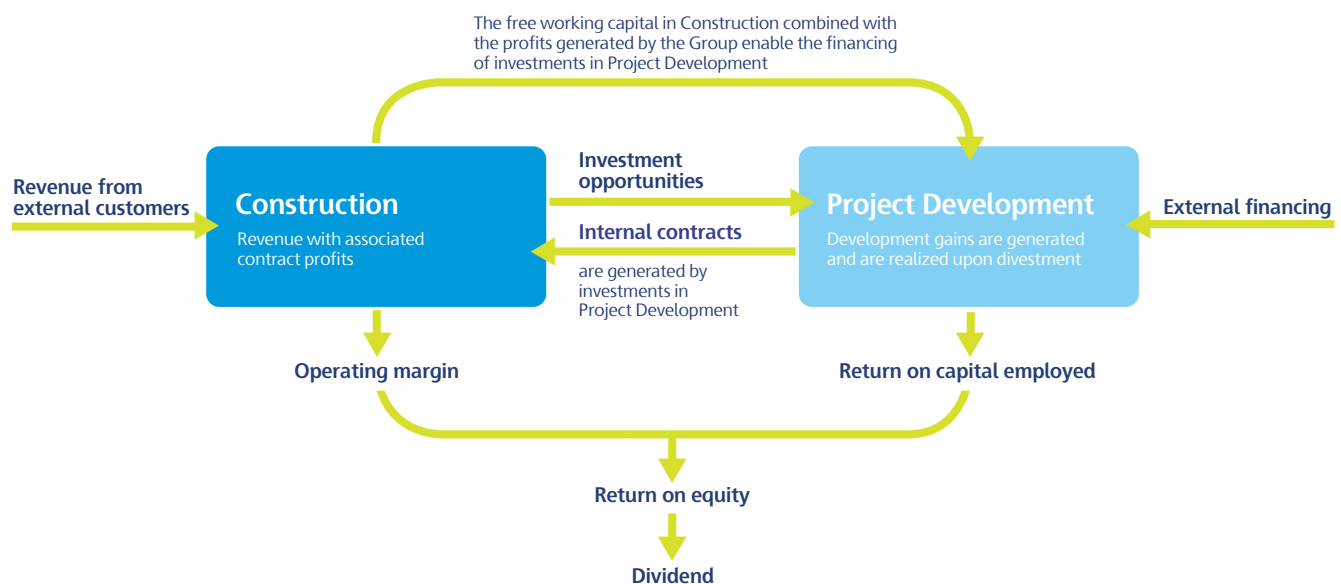 The free working capital in Construction combined with
the profits generated by the Group enable the financing
of investments in Project Development
Revenue from
external customers
Construction
Revenue with associated
contract profits
Investment
opportunities
Internal contracts
are generated by
investments in
Project Development
Project Development
Development gains are generated
and are realized upon divestment
External financing
Operating margin
Return on capital employed
Return on equity
Dividend